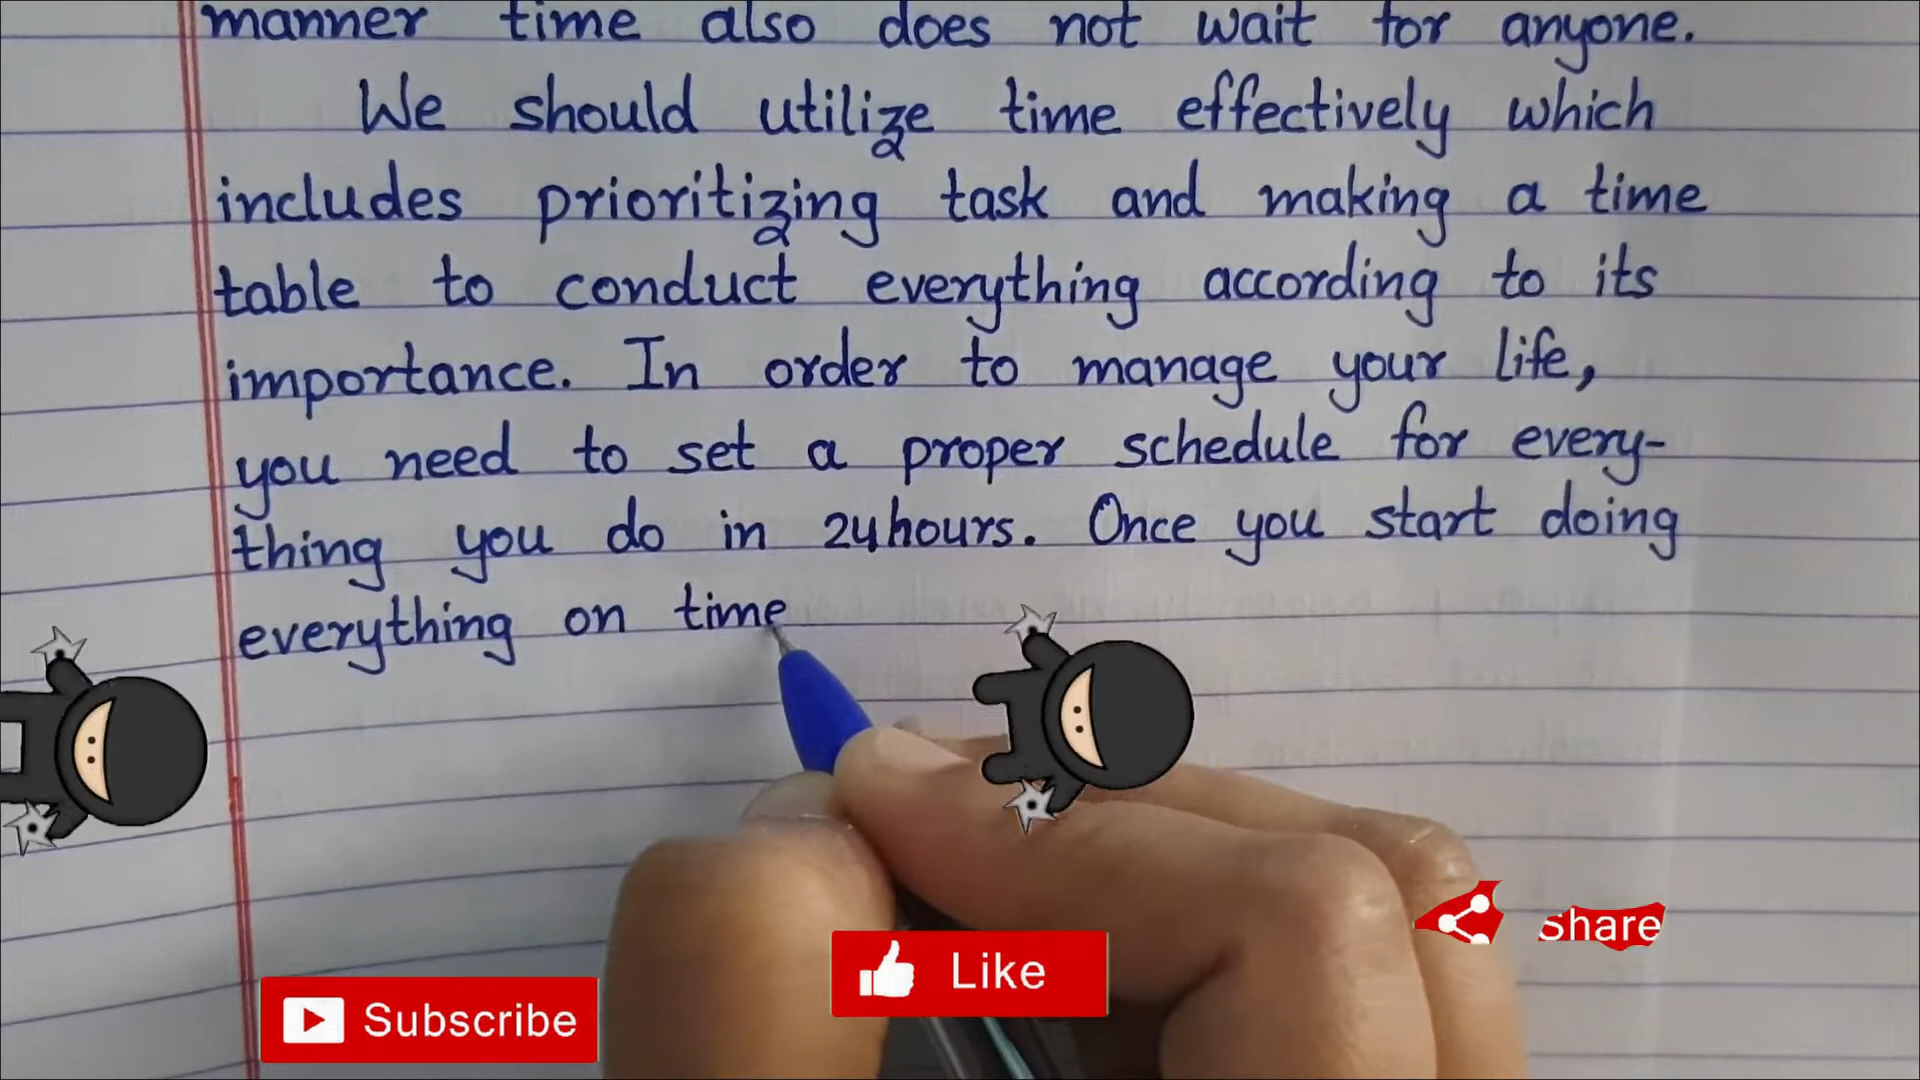 manner time also does not wait for anyone.
We should utilize time effectively which
includes prioritizing task and making a time
table to conduct everything according to its
importance. In order to manage your life,
you need to set a proper schedule for every-
thing you do in 24hours. Once you start doing
everything on time
Share
Like
Subscribe